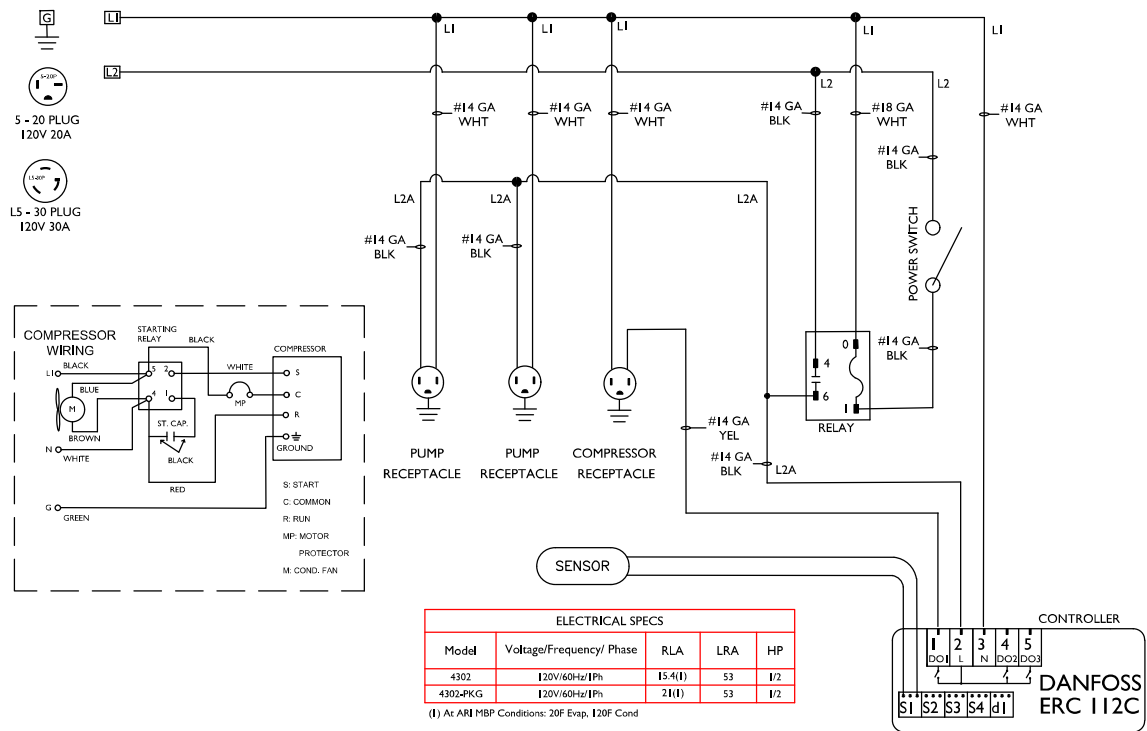 G
L1
L1
L1
L1
L1
L1
5-20P
L2
L2
L2
5 - 20 PLUG
120V 20A
#14 GA
WHT
#14 GA
WHT
#14 GA
WHT
#14 GA
BLK
#18 GA
WHT
#14 GA
WHT
#14 GA
BLK
L5-30P
L5 - 30 PLUG
120V 30A
L2A
L2A
L2A
#14 GA
BLK
#14 GA
BLK
POWER SWITCH
COMPRESSOR
WIRING
STARTING
RELAY
BLACK
COMPRESSOR
L1
BLACK
5
2
WHITE
S
BLUE
M
4
1
MP
C
R
BROWN
ST. CAP.
N
WHITE
BLACK
GROUND
RED
G
GREEN
S: START
C: COMMON
R: RUN
MP: MOTOR
PROTECTOR
M: COND. FAN
PUMP
RECEPTACLE
PUMP
RECEPTACLE
COMPRESSOR
RECEPTACLE
0
4
6
1
RELAY
#14 GA
BLK
#14 GA
YEL
#14 GA
BLK
L2A
SENSOR
ELECTRICAL SPECS
Model Voltage/Frequency/ Phase RLA LRA HP
4302 120V/60Hz/1Ph 15.4(1) 53 1/2
4302-PKG 120V/60Hz/1Ph 21(1) 53 1/2
(1) At ARI MBP Conditions: 20F Evap, 120F Cond
CONTROLLER
1 2 3 4 5
DO1 L N DO2 DO3
S1 S2 S3 S4 d1
DANFOSS
ERC 112C